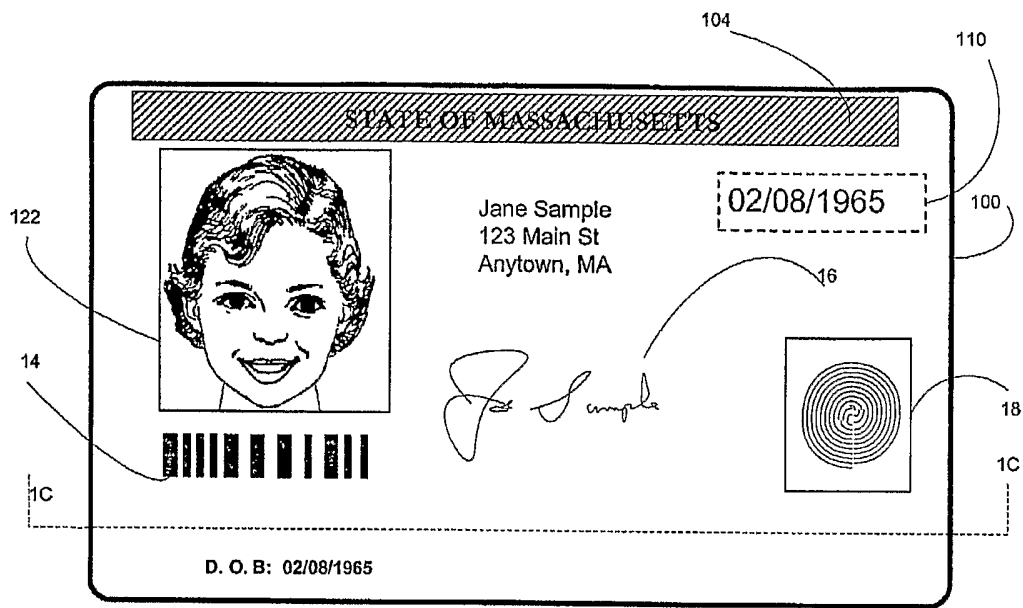 104
110
STATE OF MASSACHUSETTS
02/08/1965
100
122
Jane Sample
123 Main St
Anytown, MA
16
14
Sample
18
1C
1C
D. O. B: 02/08/1965